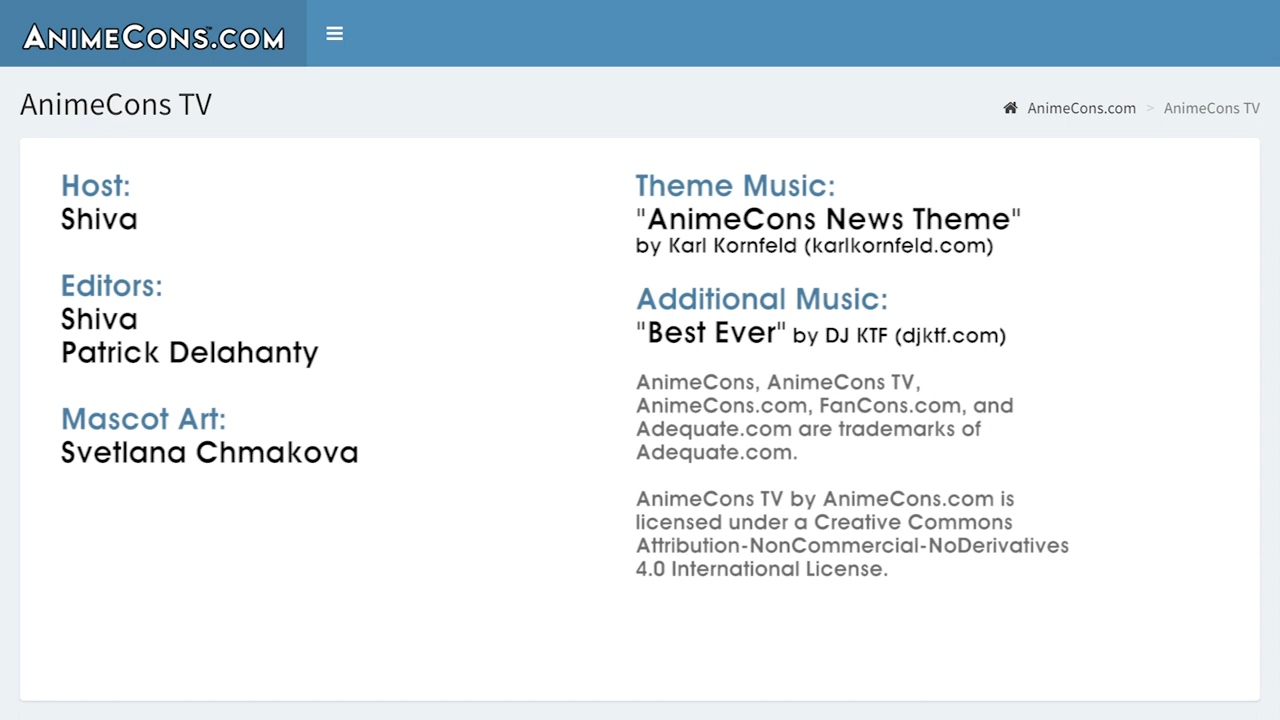 ANIMECONS.COM
AnimeCons TV
AnimeCons.com > AnimeCons TV
Host:
Shiva
Editors:
Shiva
Patrick Delahanty
Mascot Art:
Svetlana Chmakova
Theme Music:
"AnimeCons News Theme"
by Karl Kornfeld (karlkornfeld.com)
Additional Music:
"Best Ever" by DJ KTF (djktf.com)
AnimeCons, AnimeCons TV,
AnimeCons.com, FanCons.com, and
Adequate.com are trademarks of
Adequate.com.
AnimeCons TV by AnimeCons.com is
licensed under a Creative Commons
Attribution-NonCommercial-NoDerivatives
4.0 International License.